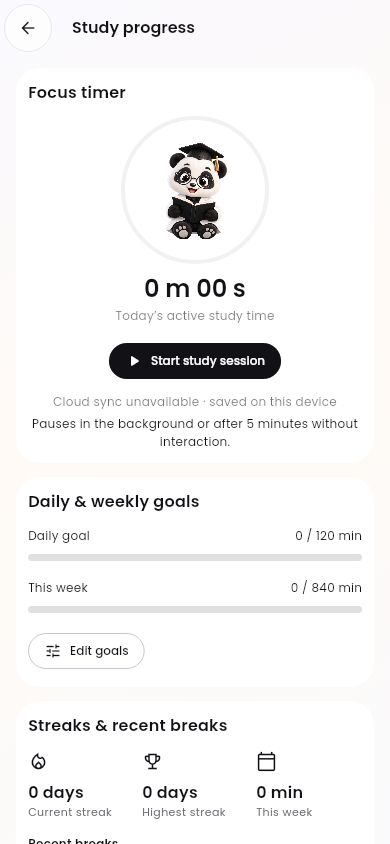 Study progress
Focus timer
0 m 00 s
Today's active study time
Start study session
Cloud sync unavailable · saved on this device
Pauses in the background or after 5 minutes without
interaction.
Daily & weekly goals
Daily goal 0 / 120 min
This week 0 / 840 min
Edit goals
Streaks & recent breaks
0 days 0 days 0 min
Current streak Highest streak This week
Recent breaks